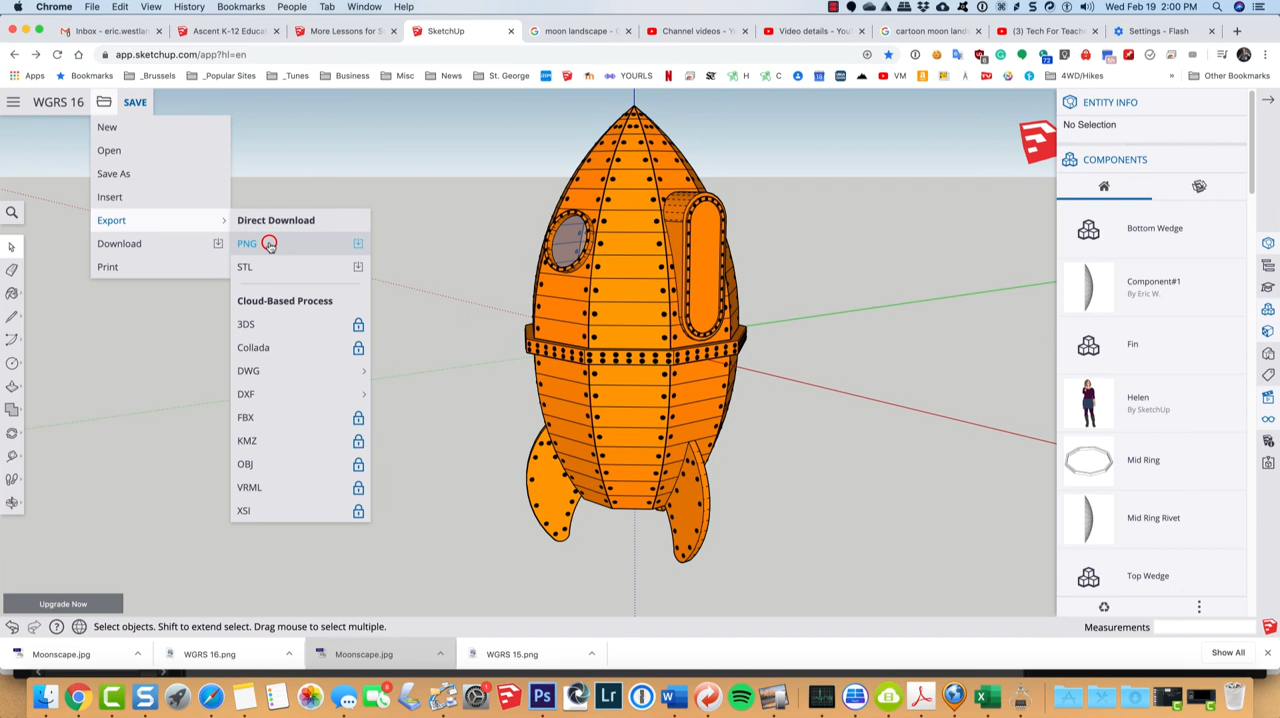 Chrome File Edit View History Bookmarks People Tab Window Help
Wed Feb 19 2:00 PM
Inbox - eric.westlan
Ascent K-12 Educa
More Lessons for S
SketchUp
moon landscape - G
Channel videos - Y
Video details - YouT
cartoon moon land
(3) Tech For Teache
Settings - Flash
app.sketchup.com/app?hl=en
Apps Bookmarks _Brussels _Popular Sites _Tunes Business Misc News St. George YOURLS H C VM 4WD/Hikes » Other Bookmarks
WGRS 16 SAVE
New
Open
Save As
Insert
Export
Download
Print
Direct Download
PNG
STL
Cloud-Based Process
3DS
Collada
DWG
DXF
FBX
KMZ
OBJ
VRML
XSI
ENTITY INFO
No Selection
COMPONENTS
Bottom Wedge
Component#1
By Eric W.
Fin
Helen
By SketchUp
Mid Ring
Mid Ring Rivet
Top Wedge
Upgrade Now
Select objects. Shift to extend select. Drag mouse to select multiple.
Measurements
Moonscape.jpg
WGRS 16.png
Moonscape.jpg
WGRS 15.png
Show All
Ps
Lr
W
X